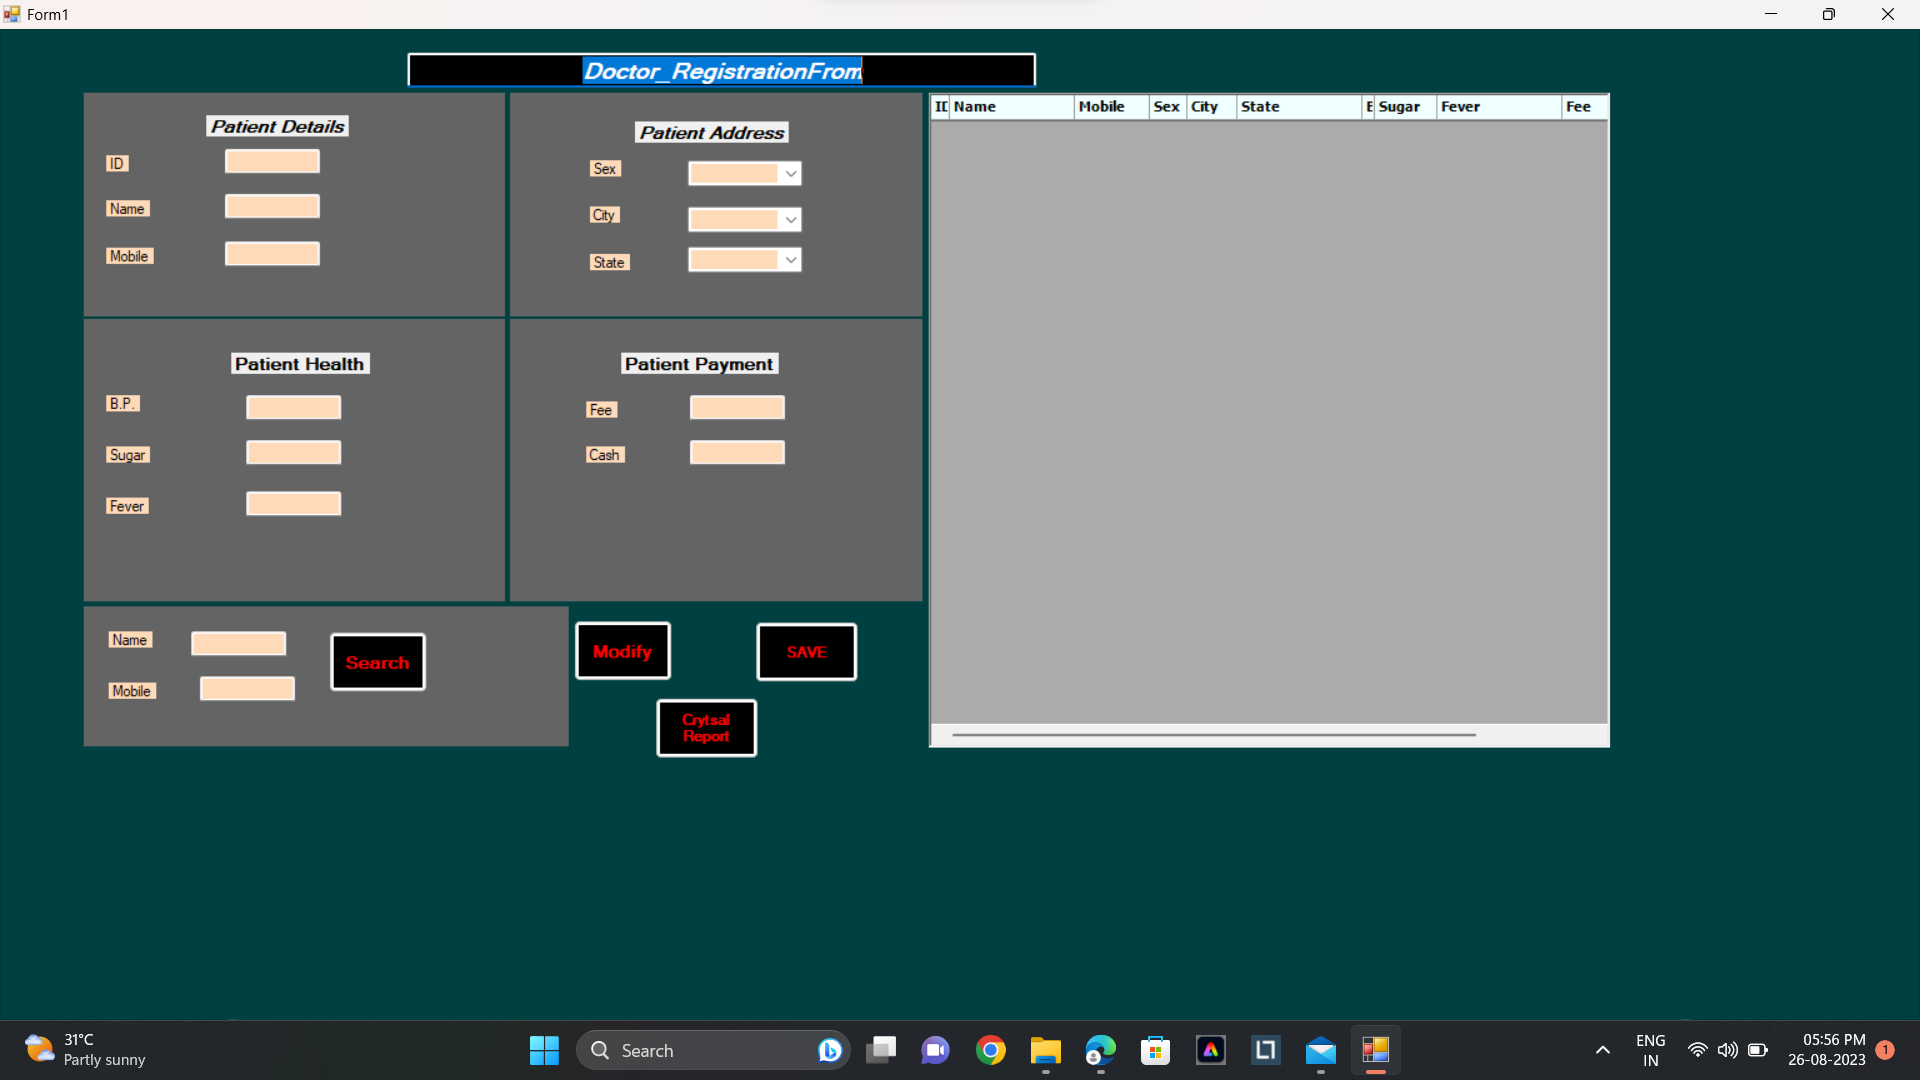 Form1
Doctor_RegistrationFrom
Patient Details
ID
Name
Mobile
Patient Address
Sex
City
State
ID Name Mobile Sex City State B Sugar Fever Fee
Patient Health
B.P.
Sugar
Fever
Patient Payment
Fee
Cash
Name
Mobile
Search
Modify
SAVE
Crytsal
Report
31°C
Partly sunny
Search
ENG
IN
05:56 PM
26-08-2023
1